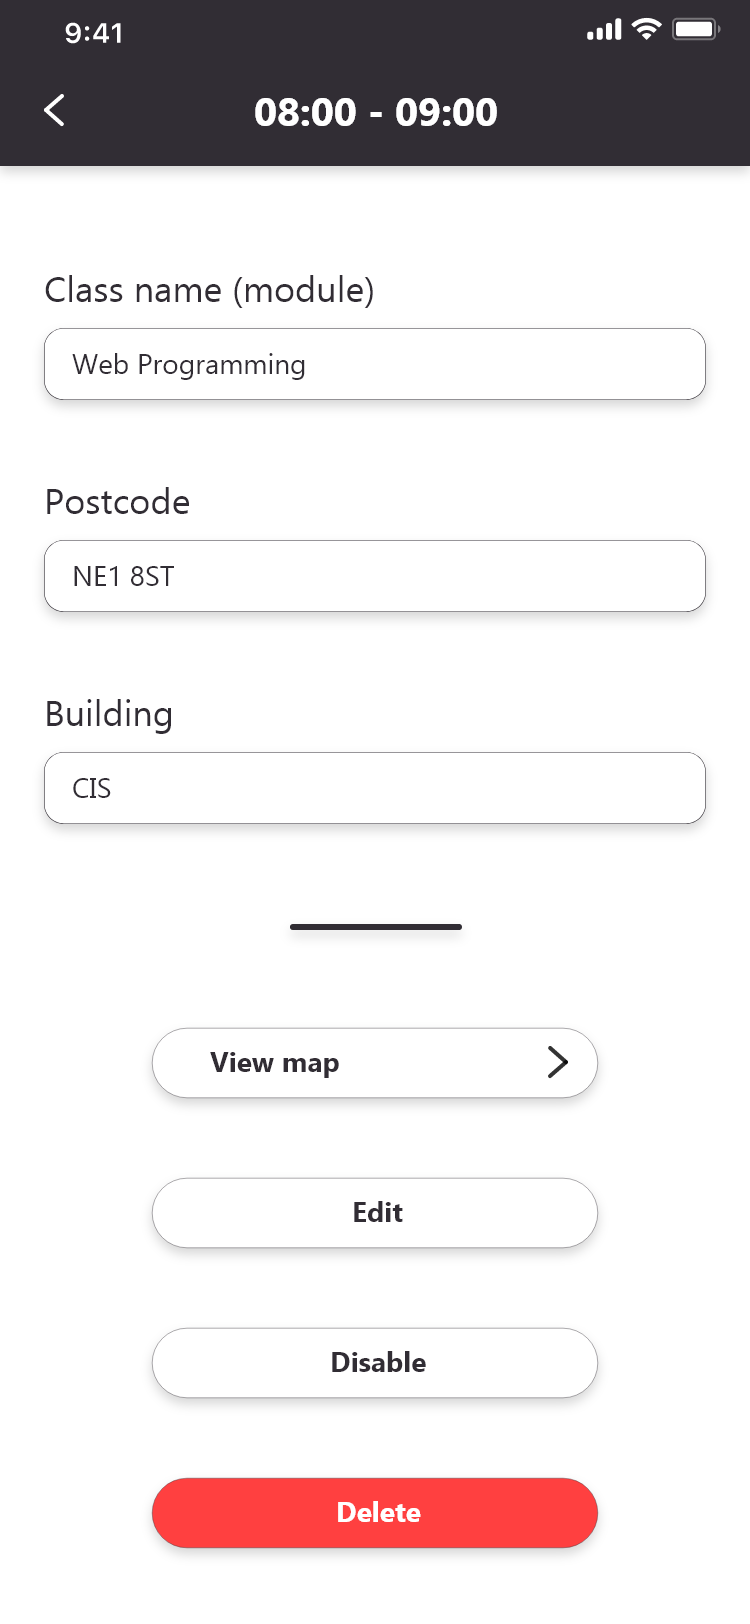 9:41
08:00 - 09:00
Class name (module)
Web Programming
Postcode
NE1 8ST
Building
CIS
View map
Edit
Disable
Delete